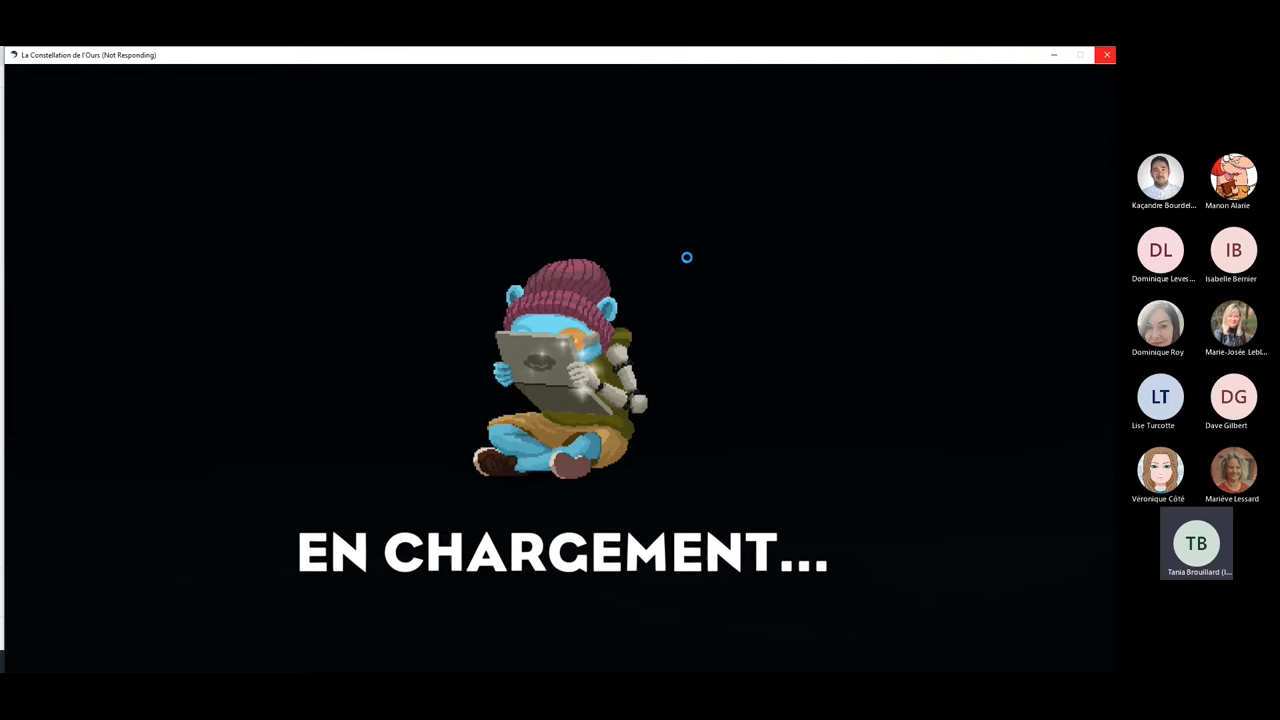 La Constellation de l'Ours (Not Responding)
EN CHARGEMENT...
Kaçandre Bourdel...
Manon Alarie
DL
IB
Dominique Leves...
Isabelle Bernier
Dominique Roy
Marie-Josée Lebl...
LT
DG
Lise Turcotte
Dave Gilbert
Véronique Côté
Mariève Lessard
TB
Tania Brouillard (I...